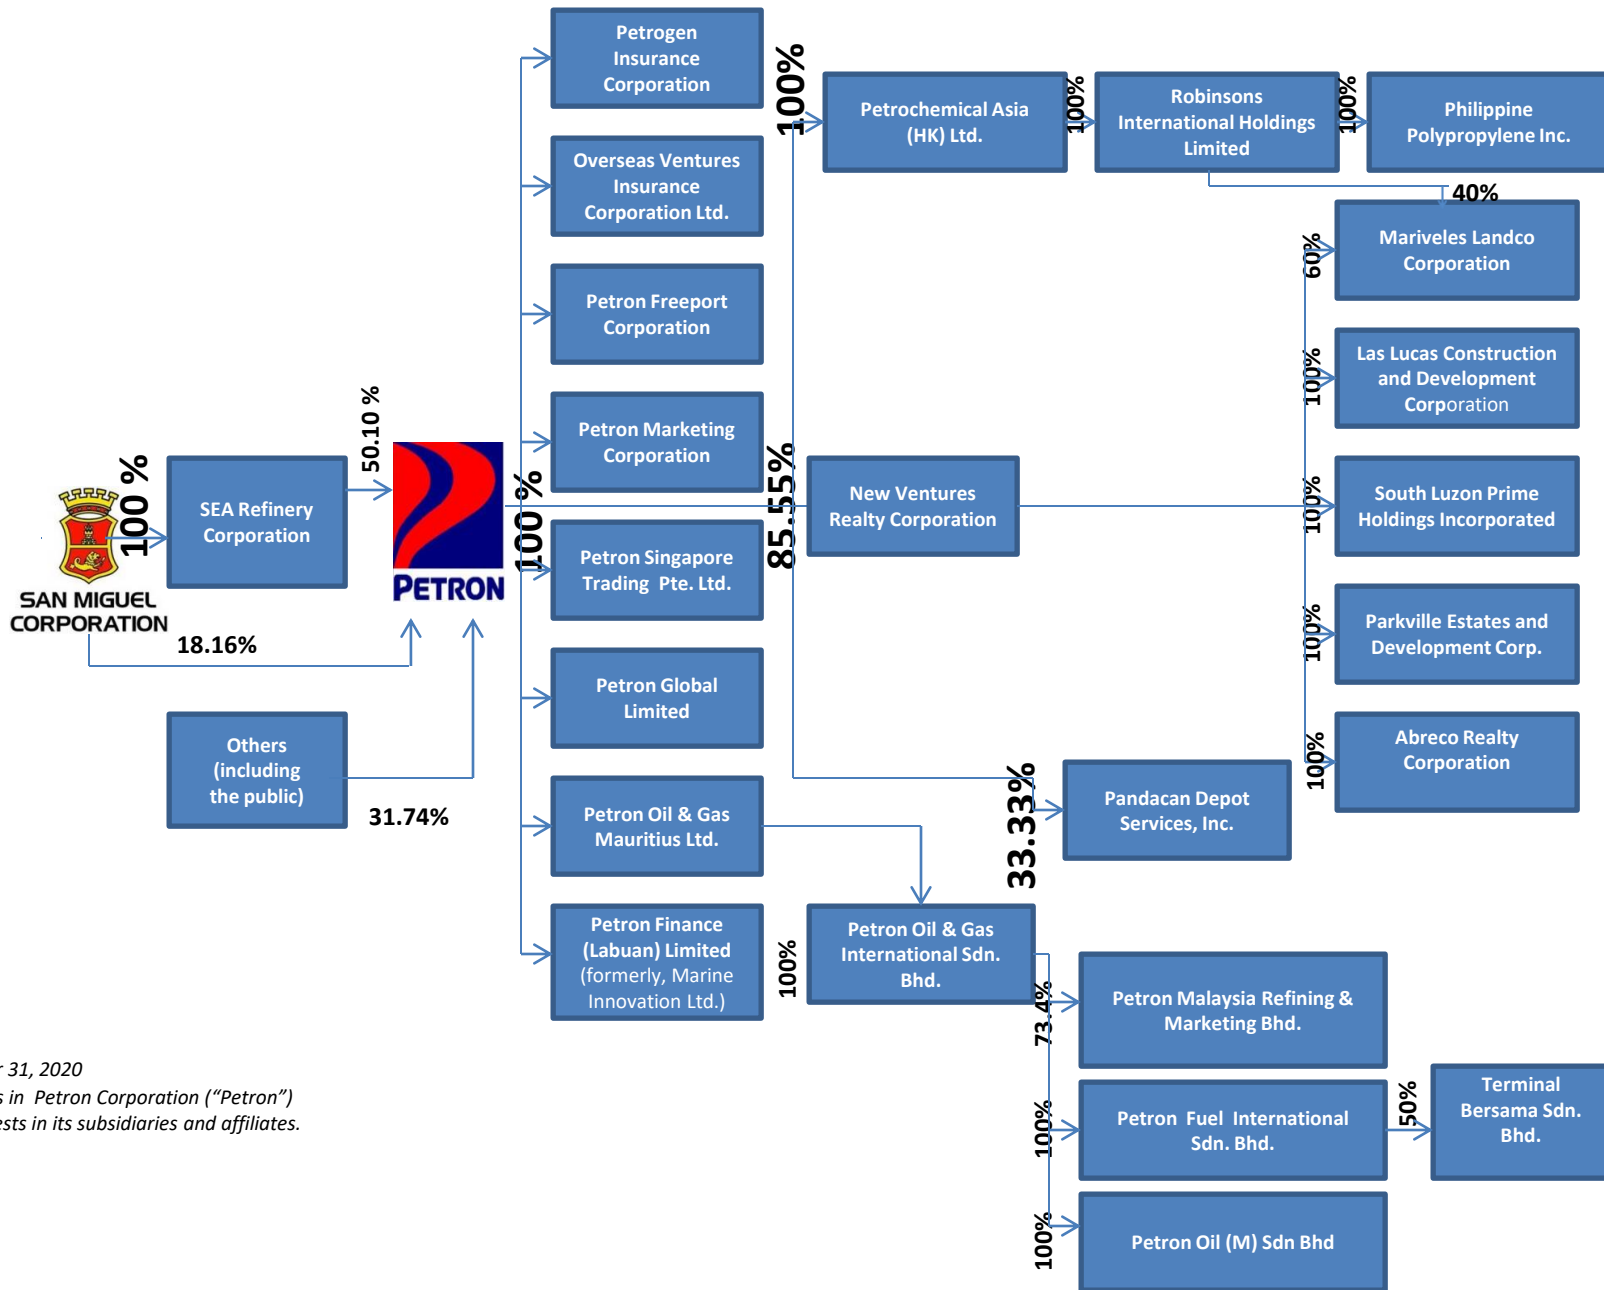 Petrogen
Insurance
Corporation
100%
Petrochemical Asia
(HK) Ltd.
100%
Robinsons
International Holdings
Limited
100%
Philippine
Polypropylene Inc.
Overseas Ventures
Insurance
Corporation Ltd.
40%
Mariveles Landco
Corporation
60%
Petron Freeport
Corporation
Las Lucas Construction
and Development
Corporation
100%
Petron Marketing
Corporation
50.10 %
SEA Refinery
Corporation
100 %
SAN MIGUEL
CORPORATION
PETRON
100 %
85.55%
New Ventures
Realty Corporation
100%
South Luzon Prime
Holdings Incorporated
Petron Singapore
Trading Pte. Ltd.
18.16%
100%
Parkville Estates and
Development Corp.
Petron Global
Limited
Others
(including
the public)
31.74%
100%
Abreco Realty
Corporation
33.33%
Pandacan Depot
Services, Inc.
Petron Oil & Gas
Mauritius Ltd.
Petron Finance
(Labuan) Limited
(formerly, Marine
Innovation Ltd.)
100%
Petron Oil & Gas
International Sdn.
Bhd.
73.4%
Petron Malaysia Refining &
Marketing Bhd.
100%
Petron Fuel International
Sdn. Bhd.
50%
Terminal
Bersama Sdn.
Bhd.
100%
Petron Oil (M) Sdn Bhd
r 31, 2020
s in Petron Corporation (“Petron”)
ests in its subsidiaries and affiliates.